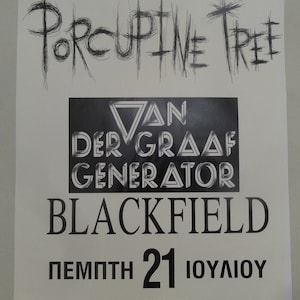 PORCUPINE TREE
VAN
DER GRAAF
GENERATOR
BLACKFIELD
ΠΕΜΠΤΗ 21 ΙΟΥΛΙΟΥ